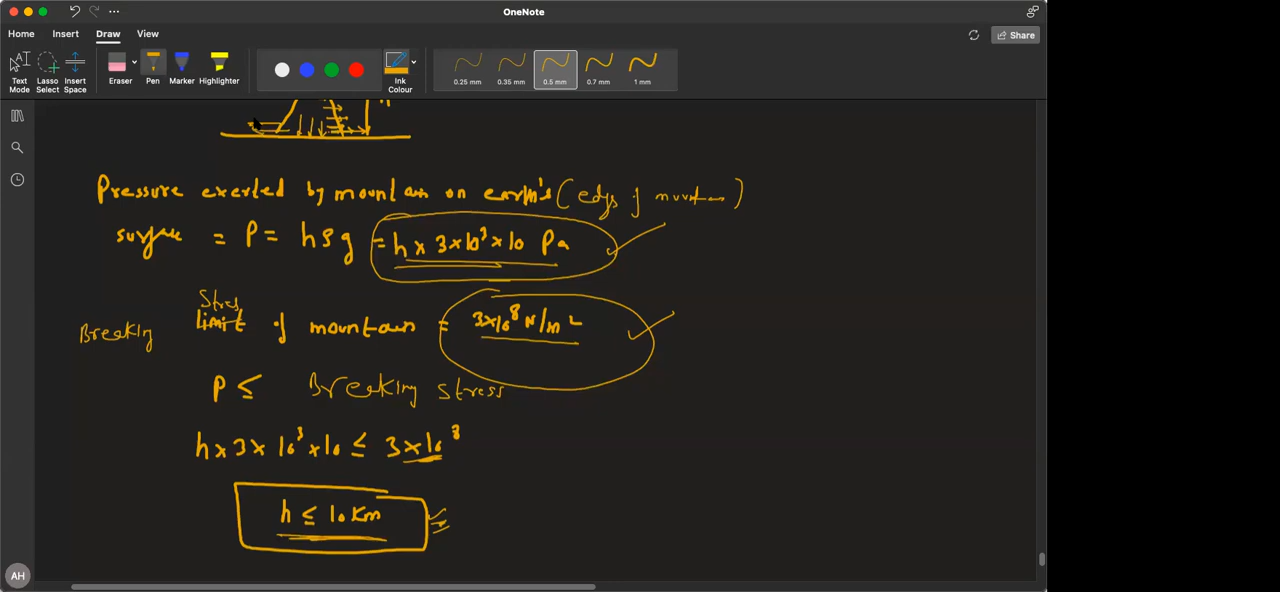 OneNote
Home Insert Draw View
Share
Text Mode
Lasso Select
Insert Space
Eraser
Pen
Marker
Highlighter
Ink Colour
0.25 mm
0.35 mm
0.5 mm
0.7 mm
1 mm
Pressure exerted by mountain on earth's (edge of mountain)
surface = P = hρg = h × 3×10³×10 Pa
Stress
Breaking limit of mountain = 3×10⁸ N/m²
P ≤ Breaking stress
h × 3 × 10³ × 10 ≤ 3×10⁸
h ≤ 10 Km
AH